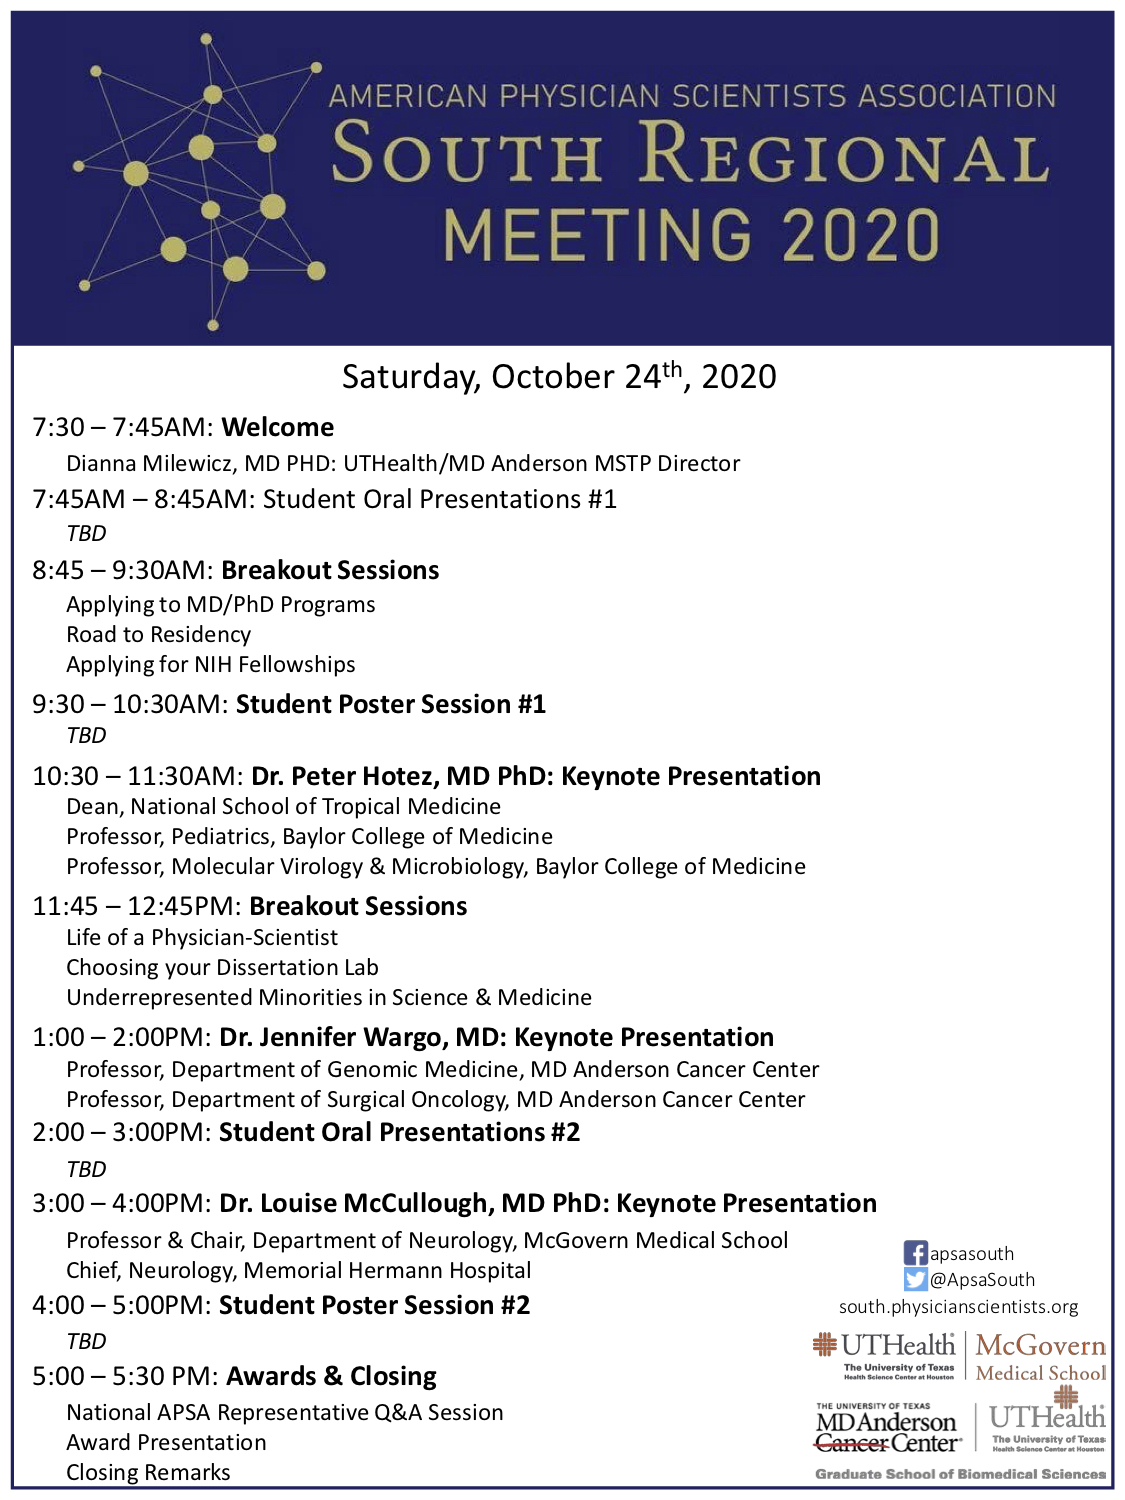 AMERICAN PHYSICIAN SCIENTISTS ASSOCIATION
SOUTH REGIONAL
MEETING 2020
Saturday, October 24th, 2020
7:30 – 7:45AM: Welcome
Dianna Milewicz, MD PHD: UTHealth/MD Anderson MSTP Director
7:45AM – 8:45AM: Student Oral Presentations #1
TBD
8:45 – 9:30AM: Breakout Sessions
Applying to MD/PhD Programs
Road to Residency
Applying for NIH Fellowships
9:30 – 10:30AM: Student Poster Session #1
TBD
10:30 – 11:30AM: Dr. Peter Hotez, MD PhD: Keynote Presentation
Dean, National School of Tropical Medicine
Professor, Pediatrics, Baylor College of Medicine
Professor, Molecular Virology & Microbiology, Baylor College of Medicine
11:45 – 12:45PM: Breakout Sessions
Life of a Physician-Scientist
Choosing your Dissertation Lab
Underrepresented Minorities in Science & Medicine
1:00 – 2:00PM: Dr. Jennifer Wargo, MD: Keynote Presentation
Professor, Department of Genomic Medicine, MD Anderson Cancer Center
Professor, Department of Surgical Oncology, MD Anderson Cancer Center
2:00 – 3:00PM: Student Oral Presentations #2
TBD
3:00 – 4:00PM: Dr. Louise McCullough, MD PhD: Keynote Presentation
Professor & Chair, Department of Neurology, McGovern Medical School
Chief, Neurology, Memorial Hermann Hospital
4:00 – 5:00PM: Student Poster Session #2
TBD
5:00 – 5:30 PM: Awards & Closing
National APSA Representative Q&A Session
Award Presentation
Closing Remarks
apsasouth
@ApsaSouth
south.physicianscientists.org
UTHealth
The University of Texas
Health Science Center at Houston
McGovern
Medical School
THE UNIVERSITY OF TEXAS
MD Anderson
Cancer Center
UTHealth
The University of Texas
Health Science Center at Houston
Graduate School of Biomedical Sciences